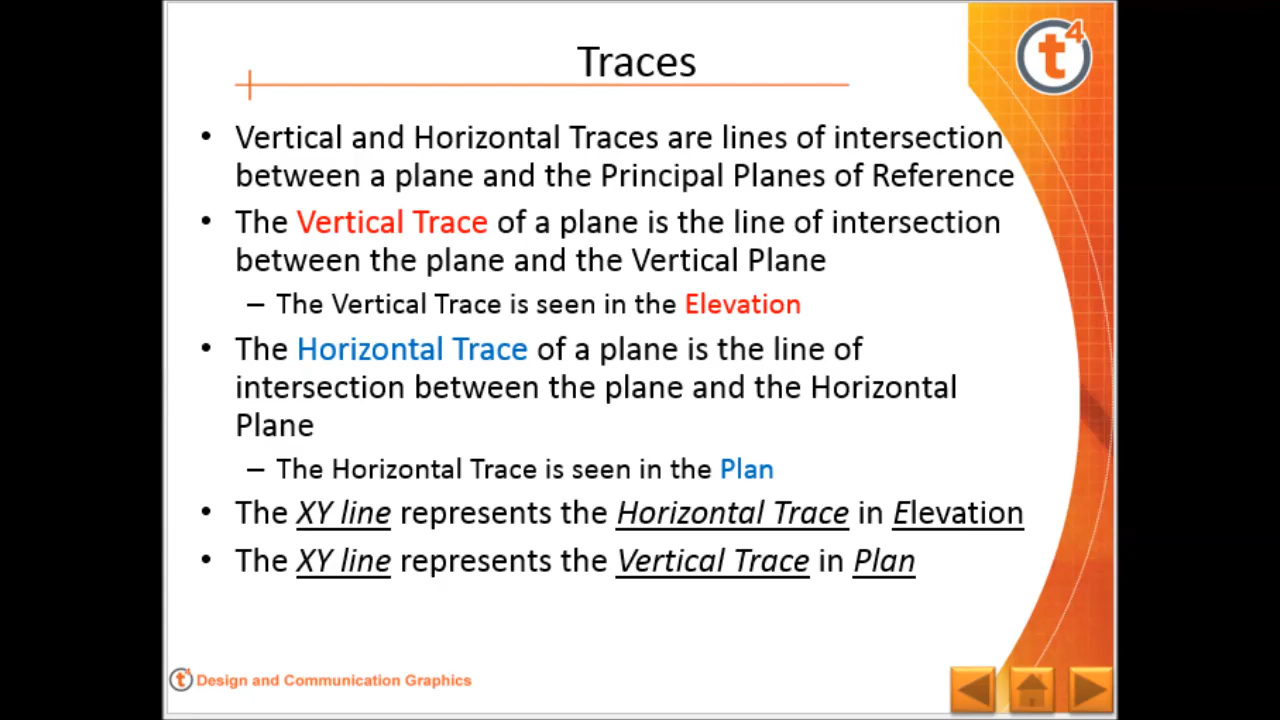 Traces
t4
• Vertical and Horizontal Traces are lines of intersection
between a plane and the Principal Planes of Reference
• The Vertical Trace of a plane is the line of intersection
between the plane and the Vertical Plane
– The Vertical Trace is seen in the Elevation
• The Horizontal Trace of a plane is the line of
intersection between the plane and the Horizontal
Plane
– The Horizontal Trace is seen in the Plan
• The XY line represents the Horizontal Trace in Elevation
• The XY line represents the Vertical Trace in Plan
t4 Design and Communication Graphics